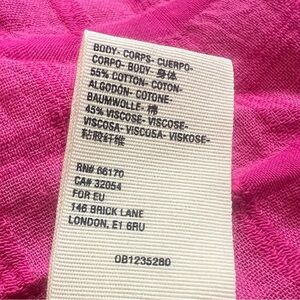 BODY- CORPS- CUERPO-
CORPO- BODY- 身体
55% COTTON- COTON-
ALGODÓN- COTONE-
BAUMWOLLE- 棉
45% VISCOSE- VISCOSE-
VISCOSA- VISCOSA- VISKOSE-
粘胶纤维
RN# 66170
CA# 32054
FOR EU
146 BRICK LANE
LONDON, E1 6RU
OB1235280